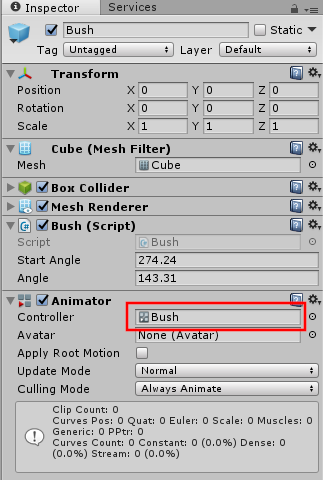 Inspector Services
Bush Static
Tag Untagged Layer Default
Transform
Position X 0 Y 0 Z 0
Rotation X 0 Y 0 Z 0
Scale X 1 Y 1 Z 1
Cube (Mesh Filter)
Mesh Cube
Box Collider
Mesh Renderer
Bush (Script)
Script Bush
Start Angle 274.24
Angle 143.31
Animator
Controller Bush
Avatar None (Avatar)
Apply Root Motion
Update Mode Normal
Culling Mode Always Animate
Clip Count: 0
Curves Pos: 0 Quat: 0 Euler: 0 Scale: 0 Muscles: 0
Generic: 0 PPtr: 0
Curves Count: 0 Constant: 0 (0.0%) Dense: 0
(0.0%) Stream: 0 (0.0%)